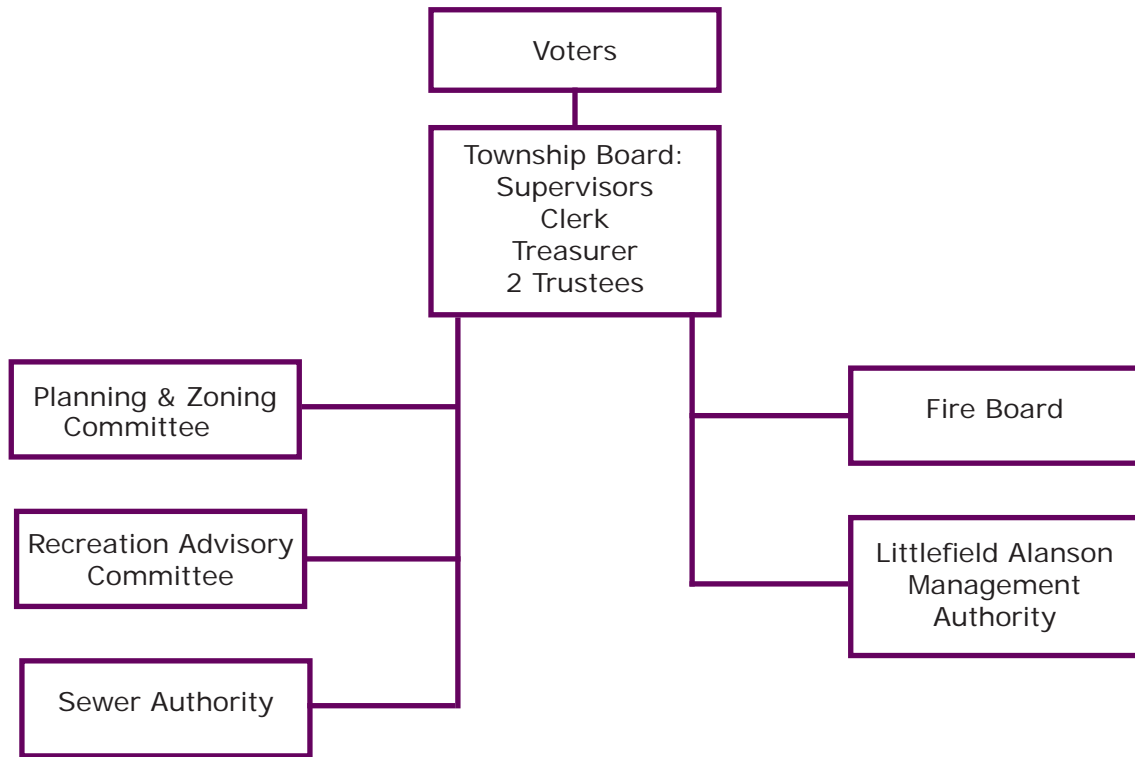 Voters
Township Board:
Supervisors
Clerk
Treasurer
2 Trustees
Planning & Zoning
Committee
Recreation Advisory
Committee
Sewer Authority
Fire Board
Littlefield Alanson
Management
Authority